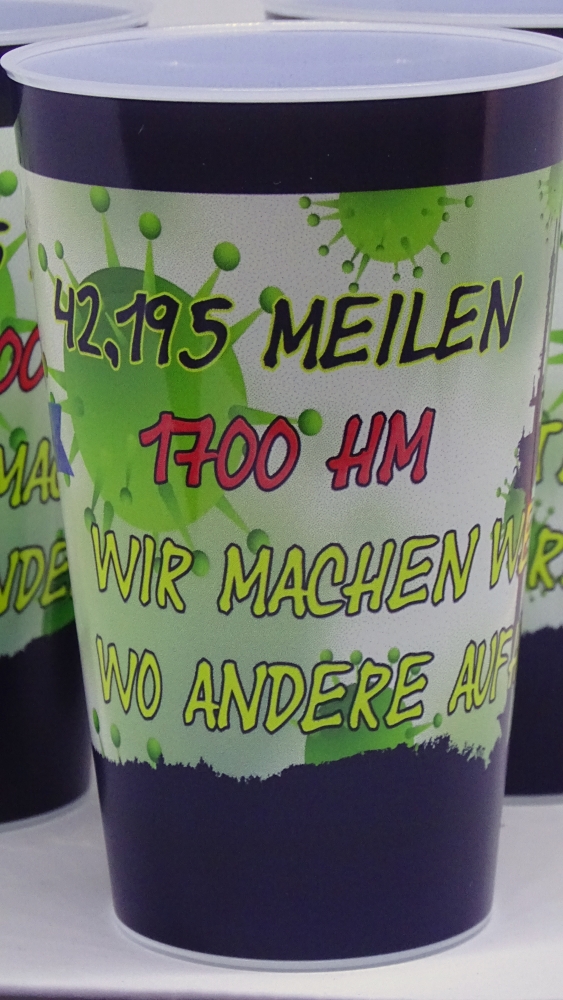 42,195 MEILEN
1700 HM
WIR MACHEN
WO ANDERE